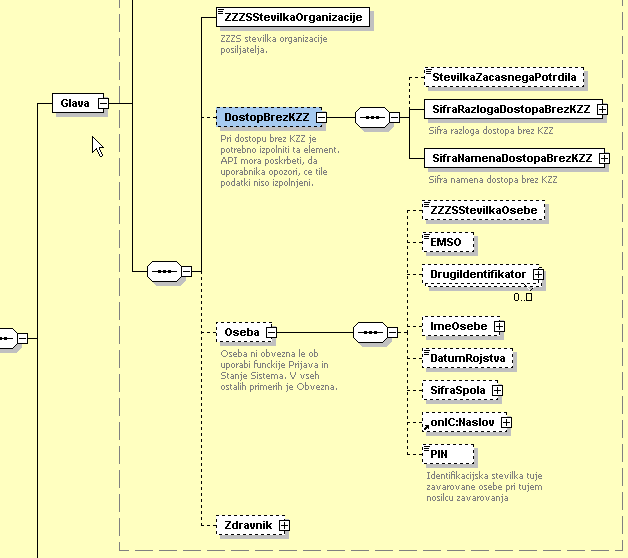 ZZZSStevilkaOrganizacije
ZZZS stevilka organizacije
posiljatelja.
Glava
DostopBrezKZZ
Pri dostopu brez KZZ je
potrebno izpolniti ta element.
API mora poskrbeti, da
uporabnika opozori, ce tile
podatki niso izpolnjeni.
StevilkaZacasnegaPotrdila
SifraRazlogaDostopaBrezKZZ
Sifra razloga dostopa brez KZZ
SifraNamenaDostopaBrezKZZ
Sifra namena dostopa brez KZZ
Oseba
Oseba ni obvezna le ob
uporabi funckije Prijava in
Stanje Sistema. V vseh
ostalih primerih je Obvezna.
ZZZSStevilkaOsebe
EMSO
DrugiIdentifikator
0..
ImeOsebe
DatumRojstva
SifraSpola
onIC:Naslov
PIN
Identifikacijska stevilka tuje
zavarovane osebe pri tujem
nosilcu zavarovanja
Zdravnik